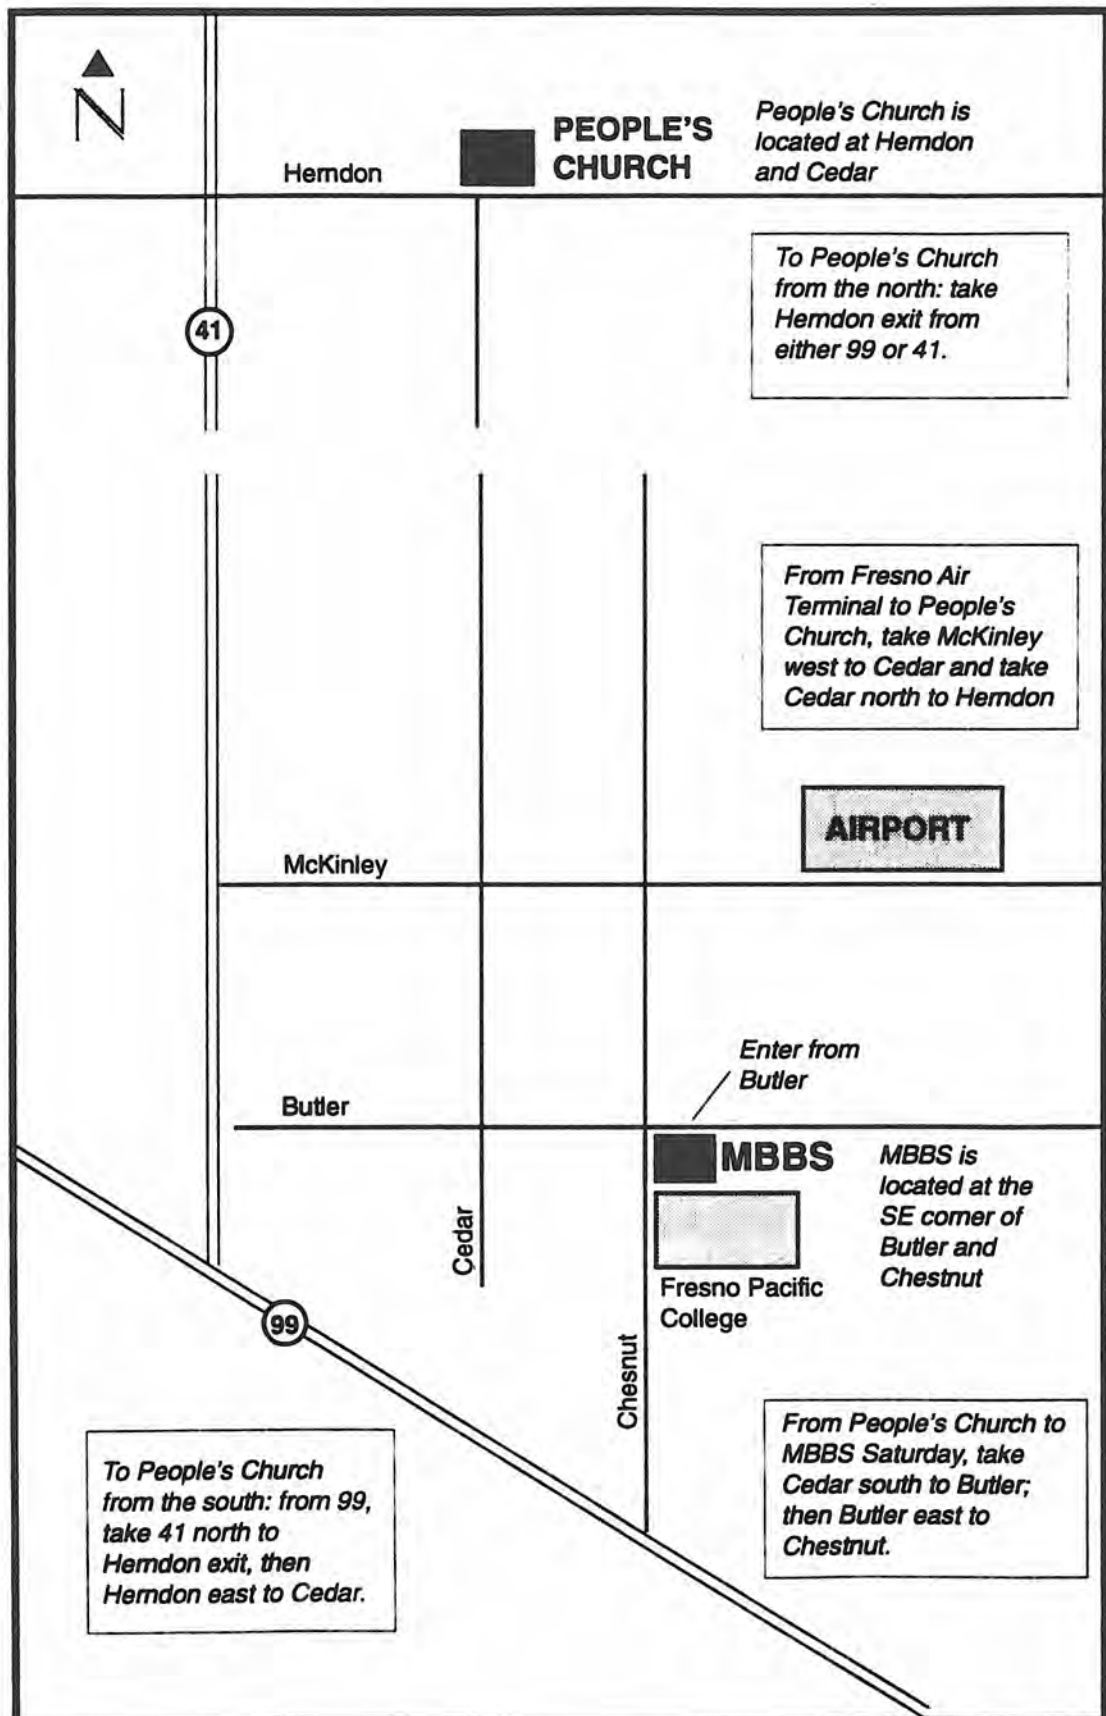 N
PEOPLE'S
CHURCH
People's Church is
located at Herndon
and Cedar
Herndon
To People's Church
from the north: take
Herndon exit from
either 99 or 41.
41
From Fresno Air
Terminal to People's
Church, take McKinley
west to Cedar and take
Cedar north to Herndon
AIRPORT
McKinley
Enter from
Butler
Butler
MBBS
MBBS is
located at the
SE corner of
Butler and
Chestnut
Cedar
Fresno Pacific
College
99
Chesnut
From People's Church to
MBBS Saturday, take
Cedar south to Butler;
then Butler east to
Chestnut.
To People's Church
from the south: from 99,
take 41 north to
Herndon exit, then
Herndon east to Cedar.